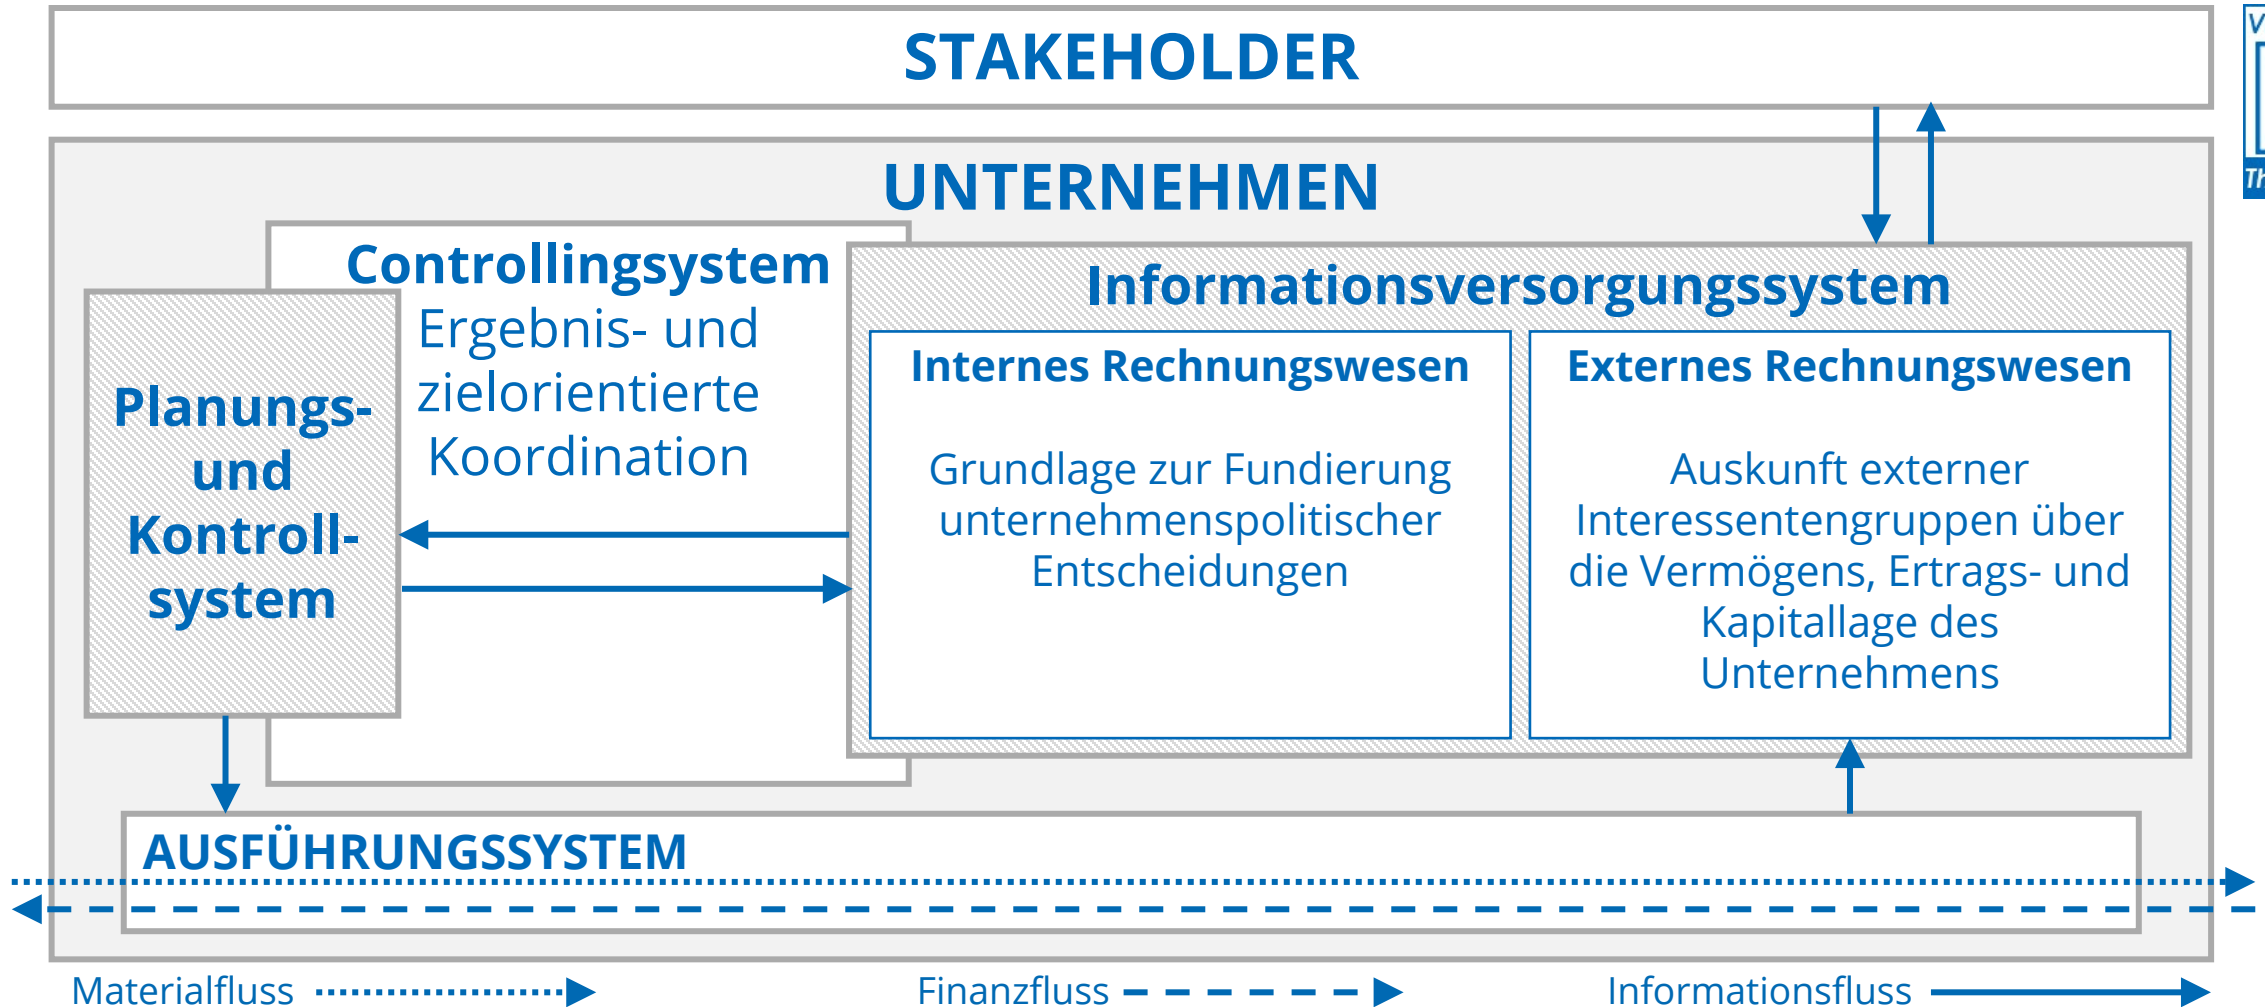 STAKEHOLDER
UNTERNEHMEN
Controllingsystem
Ergebnis- und
zielorientierte
Koordination
Planungs-
und
Kontroll-
system
Informationsversorgungssystem
Internes Rechnungswesen
Grundlage zur Fundierung
unternehmenspolitischer
Entscheidungen
Externes Rechnungswesen
Auskunft externer
Interessentengruppen über
die Vermögens, Ertrags- und
Kapitallage des
Unternehmens
AUSFÜHRUNGSSYSTEM
Materialfluss
Finanzfluss
Informationsfluss